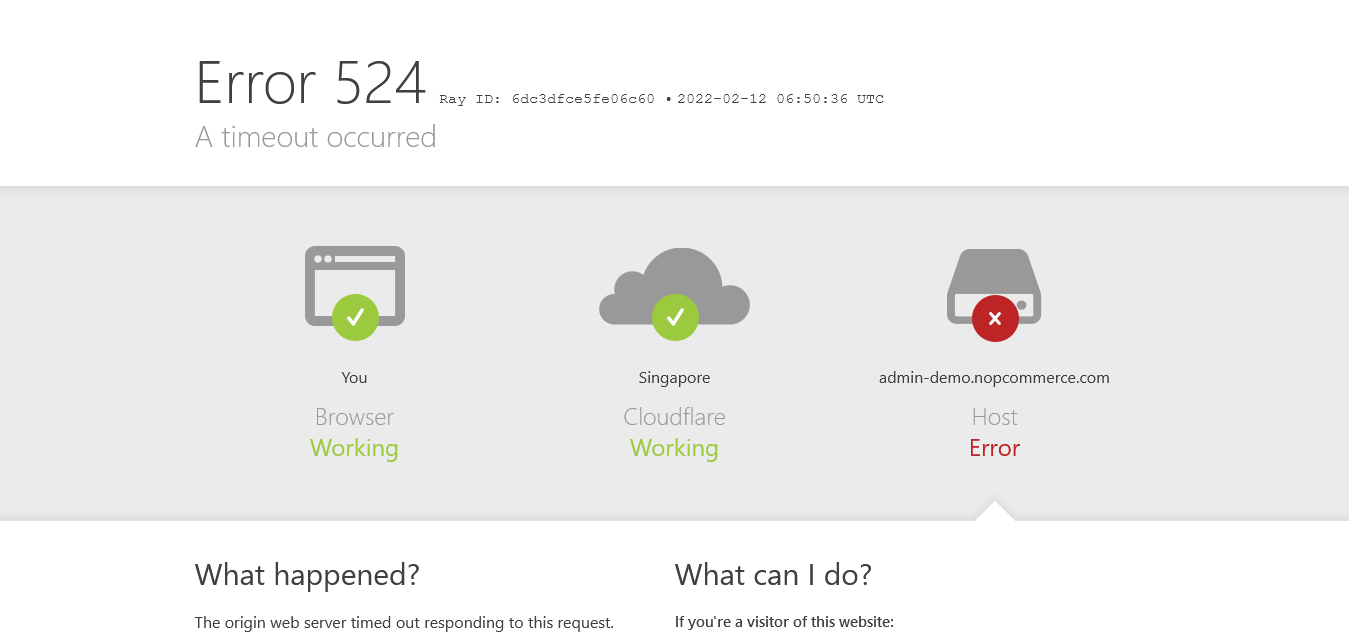 Error 524 Ray ID: 6dc3dfce5fe06c60 • 2022-02-12 06:50:36 UTC
A timeout occurred
You
Browser
Working
Singapore
Cloudflare
Working
admin-demo.nopcommerce.com
Host
Error
What happened?
The origin web server timed out responding to this request.
What can I do?
If you're a visitor of this website: